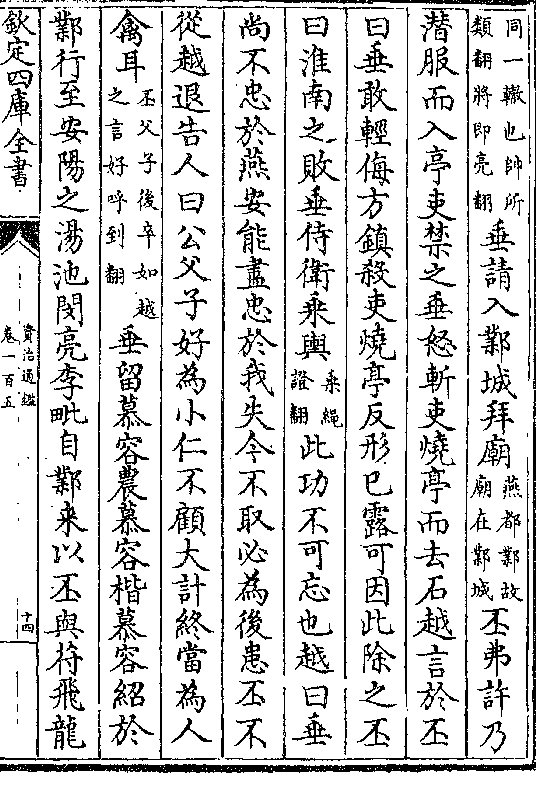 同一轍也帥所
類翻將即亮翻
垂請入鄴城拜廟
燕都鄴故
廟在鄴城
丕弗許乃
潛服而入亭吏禁之垂怒斬吏燒亭而去石越言於丕
曰垂敢輕侮方鎮殺吏燒亭反形已露可因此除之丕
曰淮南之敗垂侍衛乘輿
乘繩
證翻
此功不可忘也越曰垂
尚不忠於燕安能盡忠於我失今不取必為後患丕不
從越退告人曰公父子好為小仁不顧大計終當為人
禽耳
丕父子後卒如越
之言好呼到翻
垂留慕容農慕容楷慕容紹於
鄴行至安陽之湯池閔亮李毗自鄴来以丕與苻飛龍
欽定四庫全書
資治通鑑
卷一百五
十四